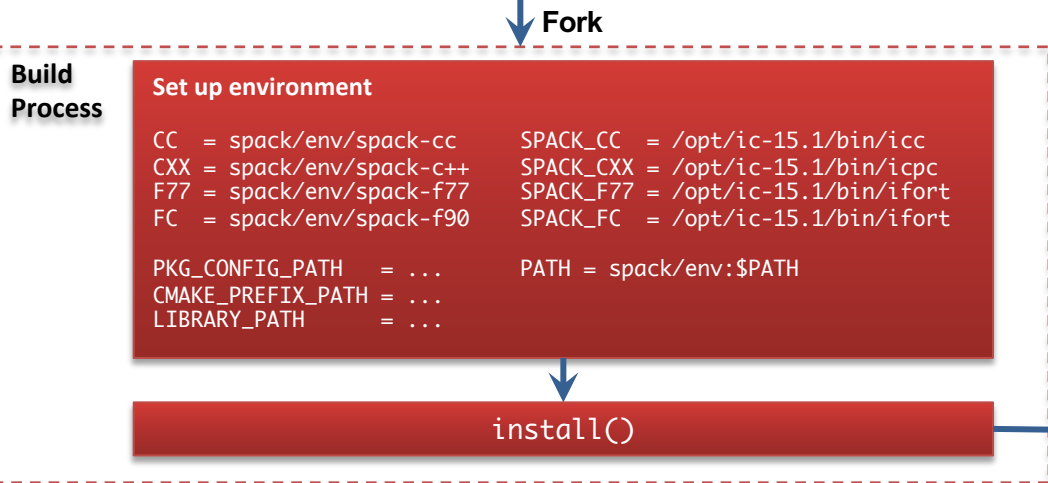 Fork
Build
Process
Set up environment
CC  = spack/env/spack-cc
CXX = spack/env/spack-c++
F77 = spack/env/spack-f77
FC  = spack/env/spack-f90
SPACK_CC  = /opt/ic-15.1/bin/icc
SPACK_CXX = /opt/ic-15.1/bin/icpc
SPACK_F77 = /opt/ic-15.1/bin/ifort
SPACK_FC  = /opt/ic-15.1/bin/ifort
PKG_CONFIG_PATH   = ...
CMAKE_PREFIX_PATH = ...
LIBRARY_PATH      = ...
PATH = spack/env:$PATH
install()